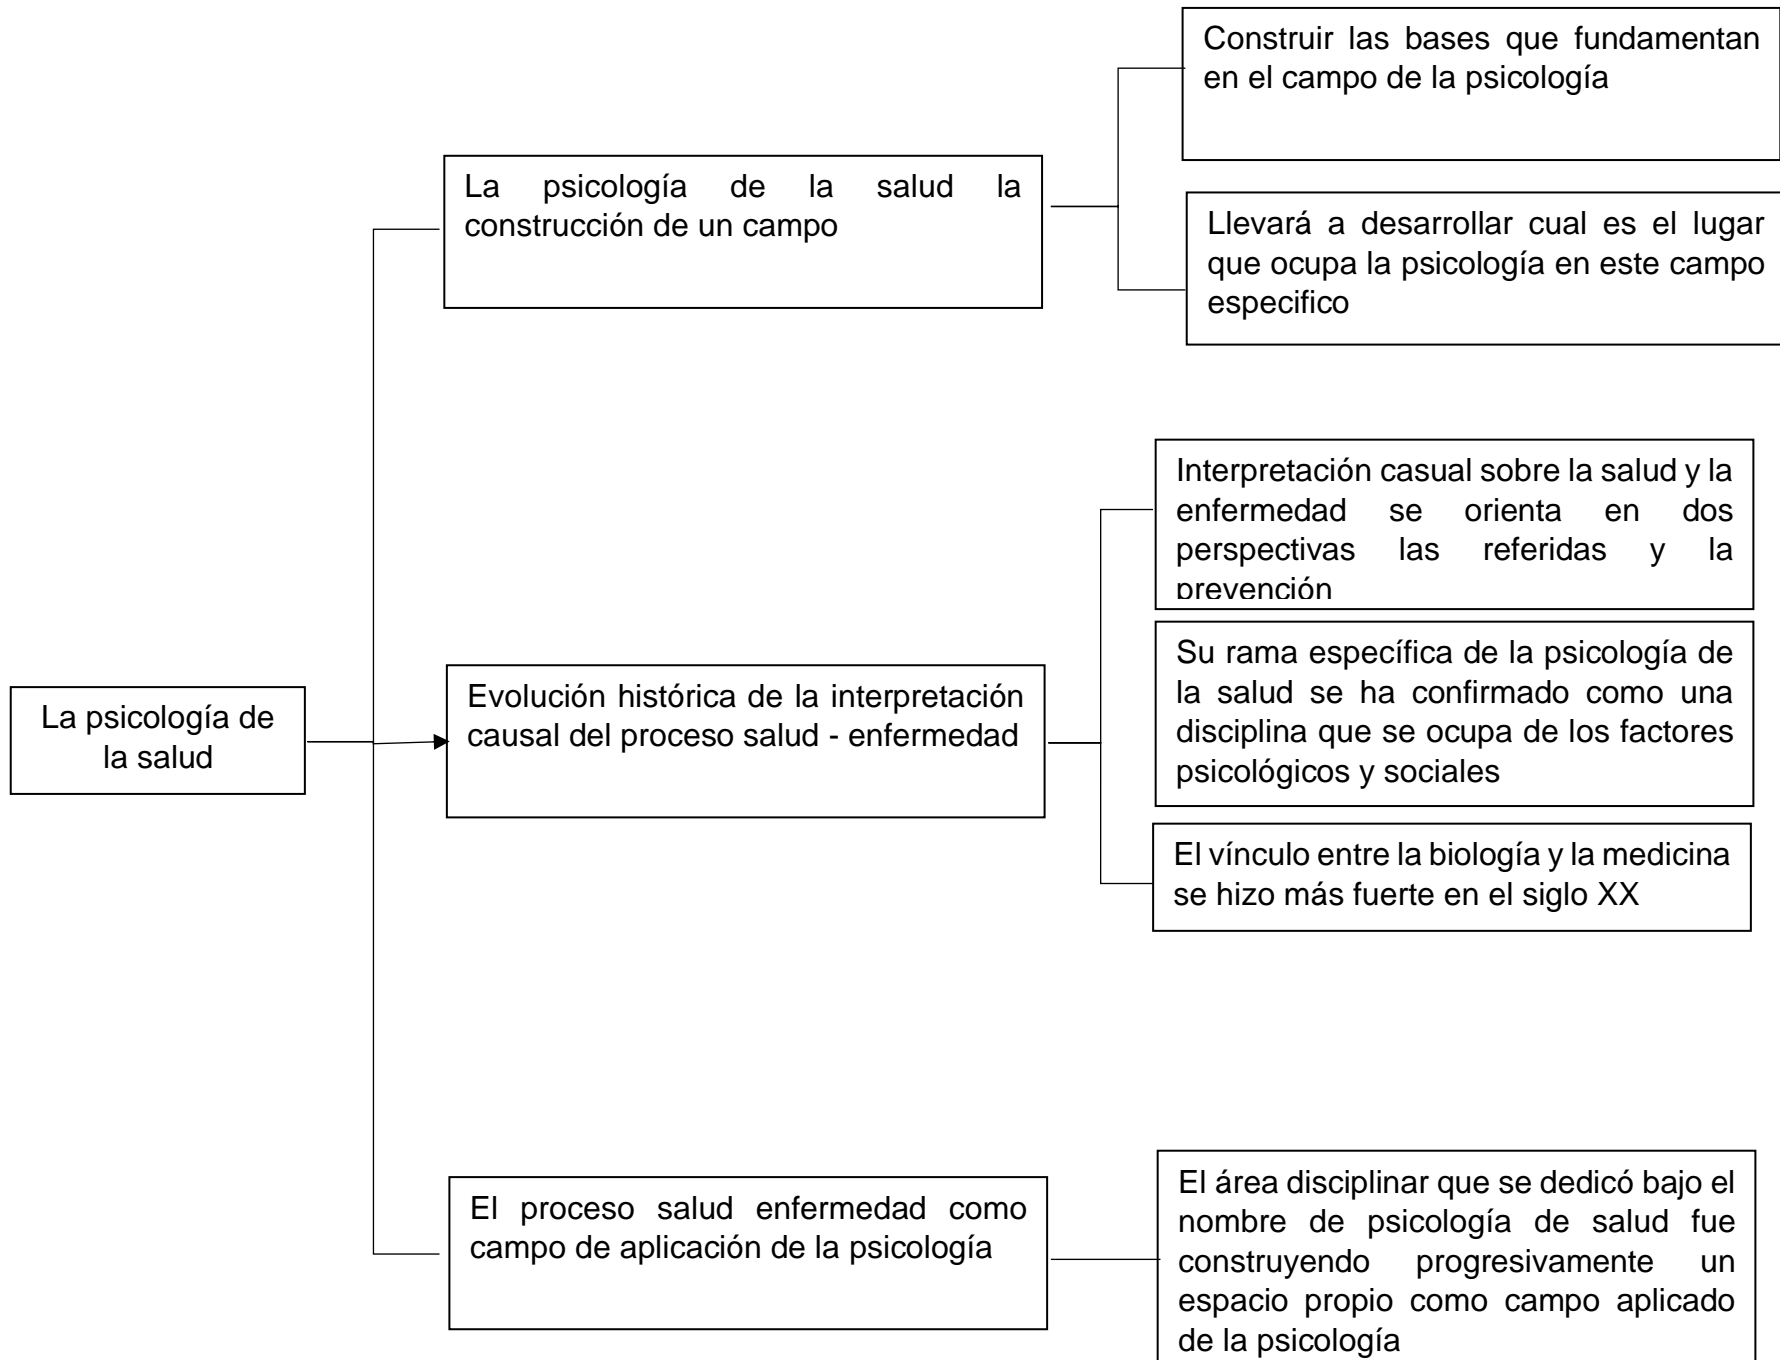 La psicología de
la salud
La psicología de la salud la
construcción de un campo
Construir las bases que fundamentan
en el campo de la psicología
Llevará a desarrollar cual es el lugar
que ocupa la psicología en este campo
especifico
Evolución histórica de la interpretación
causal del proceso salud - enfermedad
Interpretación casual sobre la salud y la
enfermedad se orienta en dos
perspectivas las referidas y la
prevención
Su rama específica de la psicología de
la salud se ha confirmado como una
disciplina que se ocupa de los factores
psicológicos y sociales
El vínculo entre la biología y la medicina
se hizo más fuerte en el siglo XX
El proceso salud enfermedad como
campo de aplicación de la psicología
El área disciplinar que se dedicó bajo el
nombre de psicología de salud fue
construyendo progresivamente un
espacio propio como campo aplicado
de la psicología